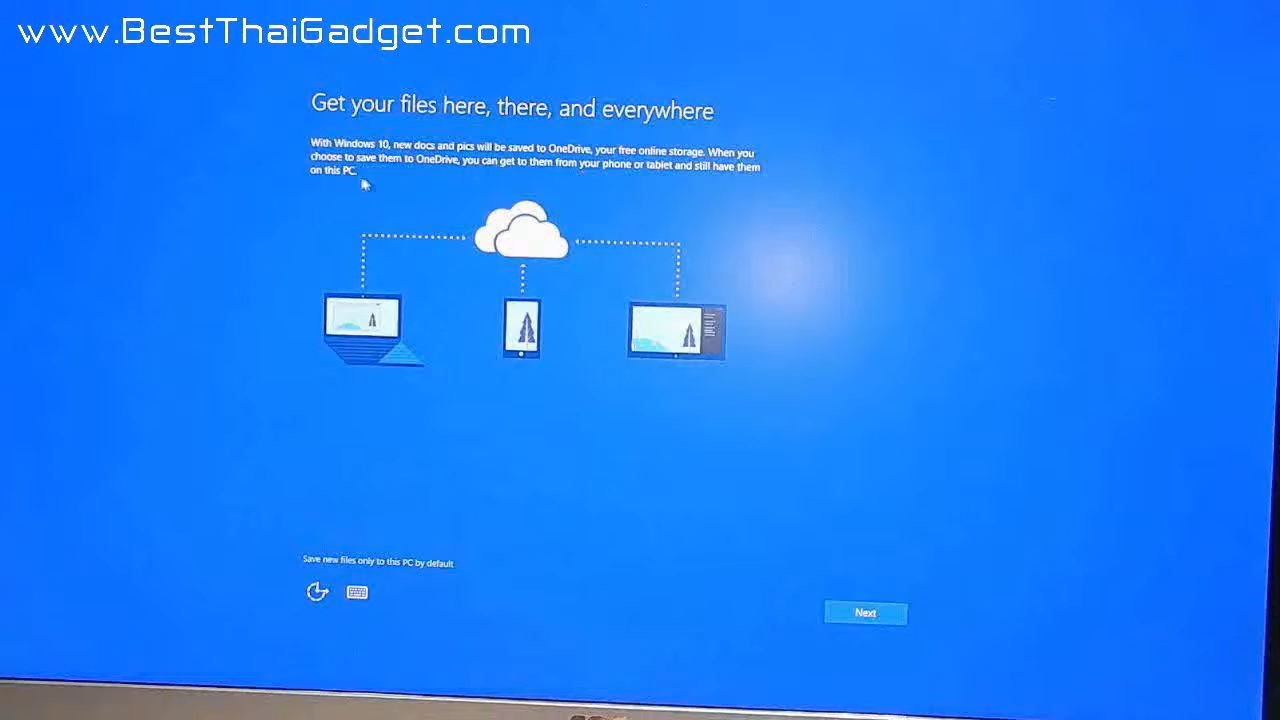 www.BestThaiGadget.com
Get your files here, there, and everywhere
With Windows 10, new docs and pics will be saved to OneDrive, your free online storage. When you
choose to save them to OneDrive, you can get to them from your phone or tablet and still have them
on this PC.
Save new files only to this PC by default
Next